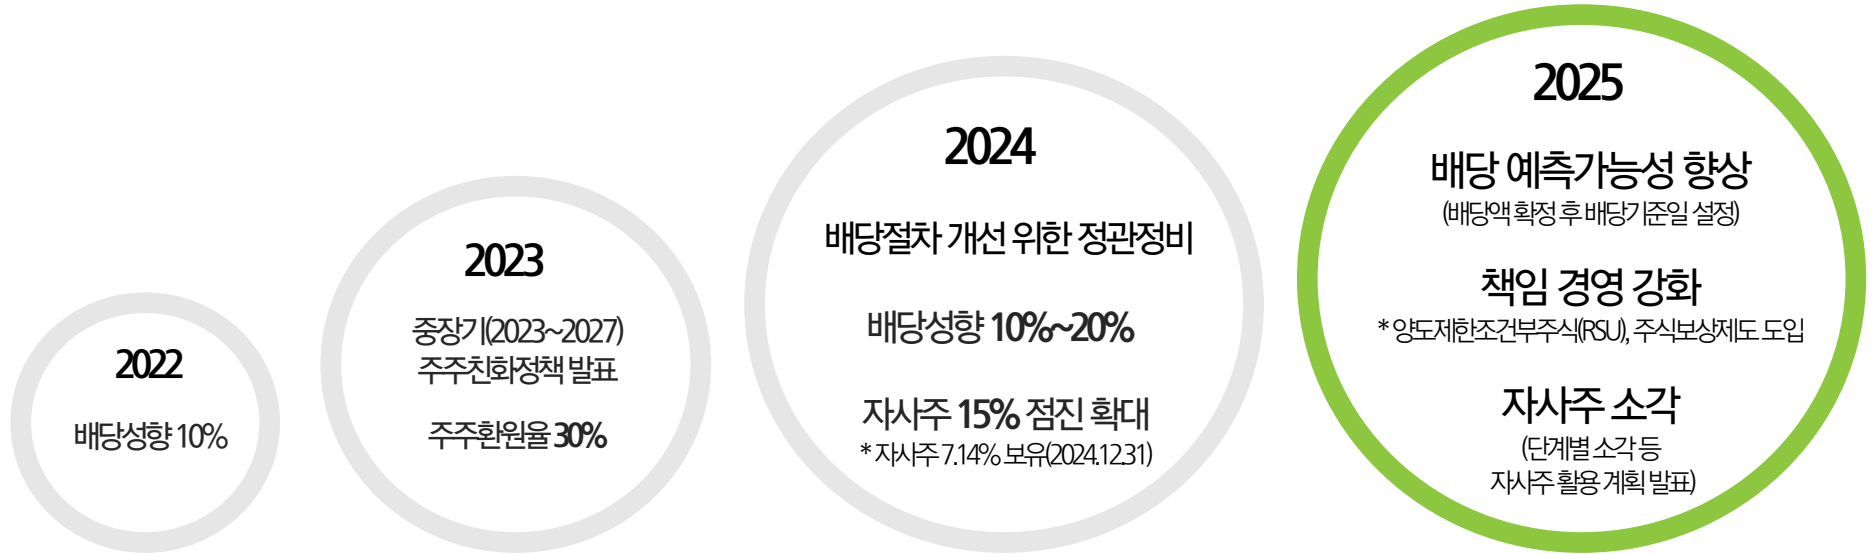 2022
배당성향 10%
2023
중장기(2023~2027)
주주친화정책 발표
주주환원율 30%
2024
배당절차 개선 위한 정관정비
배당성향 10%~20%
자사주 15% 점진 확대
* 자사주 7.14% 보유(2024.12.31)
2025
배당 예측가능성 향상
(배당액 확정 후 배당기준일 설정)
책임 경영 강화
* 양도제한조건부주식(RSU), 주식보상제도 도입
자사주 소각
(단계별 소각 등
자사주 활용 계획 발표)